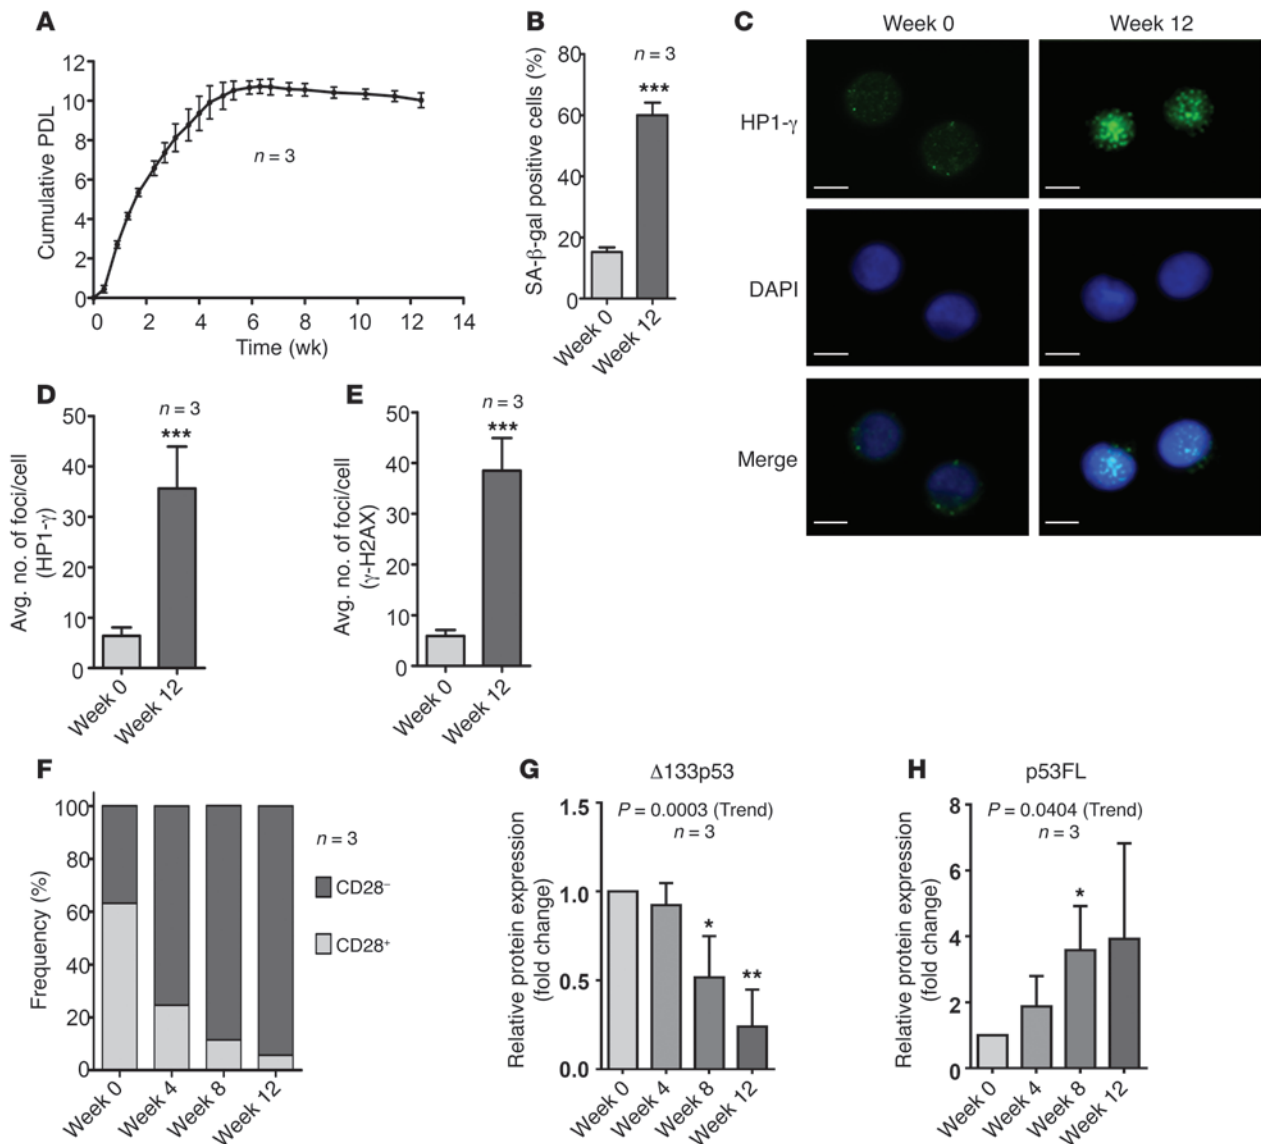 A
Cumulative PDL
12
10
8
6
4
2
0
n = 3
0 2 4 6 8 10 12 14
Time (wk)
B
SA-β-gal positive cells (%)
n = 3
***
80
60
40
20
0
Week 0
Week 12
C
Week 0 Week 12
HP1-γ
DAPI
Merge
D
Avg. no. of foci/cell
(HP1-γ)
n = 3
***
50
40
30
20
10
0
Week 0
Week 12
E
Avg. no. of foci/cell
(γ-H2AX)
n = 3
***
50
40
30
20
10
0
Week 0
Week 12
F
Frequency (%)
100
80
60
40
20
0
n = 3
CD28⁻
CD28⁺
Week 0
Week 4
Week 8
Week 12
G
Δ133p53
Relative protein expression
(fold change)
P = 0.0003 (Trend)
n = 3
1.5
1.0
0.5
0.0
*
**
Week 0
Week 4
Week 8
Week 12
H
p53FL
Relative protein expression
(fold change)
P = 0.0404 (Trend)
n = 3
8
6
4
2
0
*
Week 0
Week 4
Week 8
Week 12